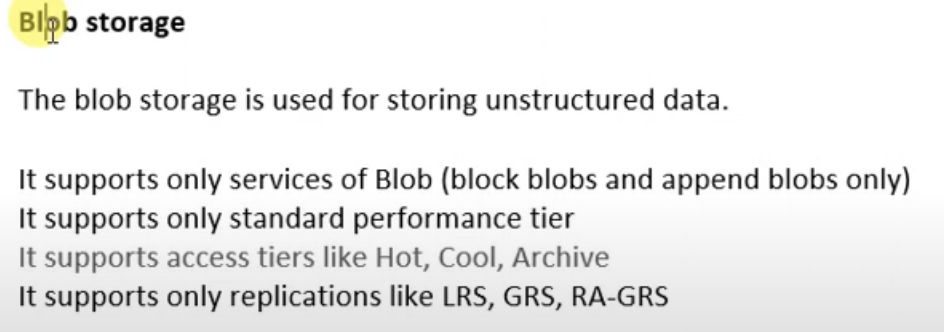 Blob storage
The blob storage is used for storing unstructured data.
It supports only services of Blob (block blobs and append blobs only)
It supports only standard performance tier
It supports access tiers like Hot, Cool, Archive
It supports only replications like LRS, GRS, RA-GRS